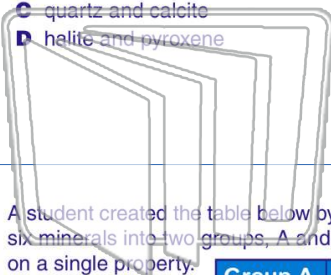 C quartz and calcite
D halite and pyroxene
A student created the table below by
six minerals into two groups, A and
on a single property.
Group A